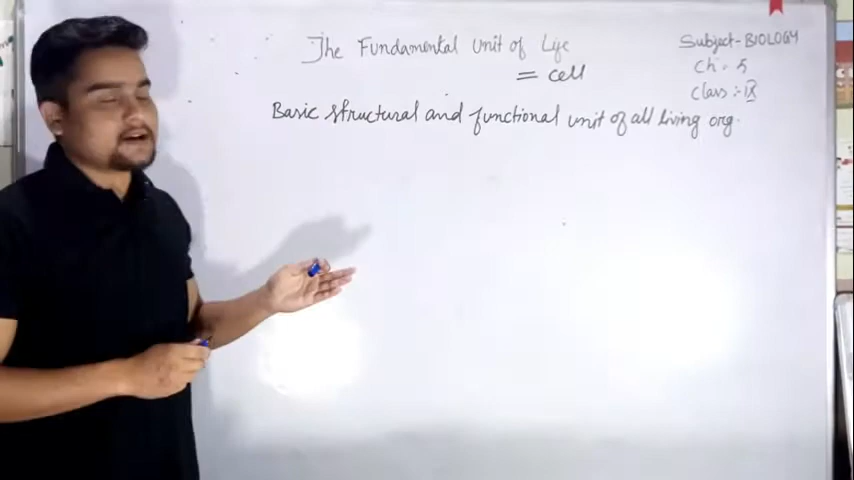 The Fundamental Unit of Life
= cell
Subject-BIOLOGY
Ch. 5
Class :- IX
Basic structural and functional unit of all living org.